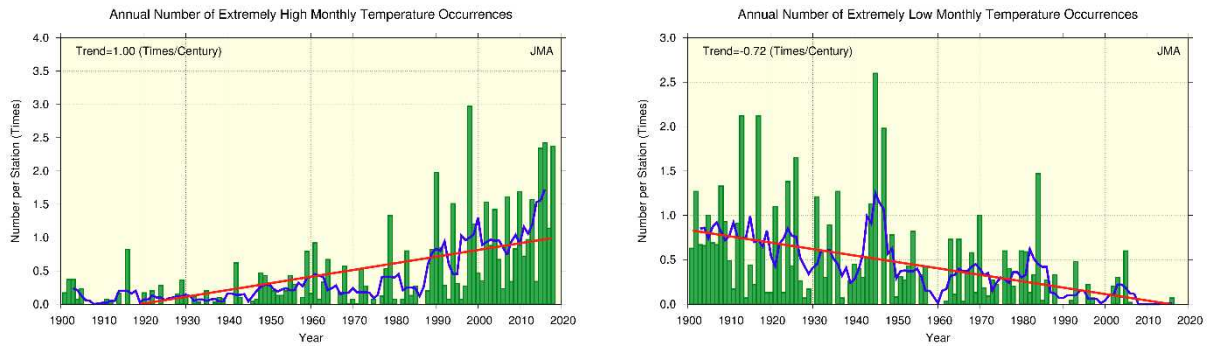 Annual Number of Extremely High Monthly Temperature Occurrences
4.0
Trend=1.00 (Times/Century)
JMA
3.5
3.0
2.5
2.0
1.5
1.0
0.5
0.0
Number per Station (Times)
1900 1910 1920 1930 1940 1950 1960 1970 1980 1990 2000 2010 2020
Year
Annual Number of Extremely Low Monthly Temperature Occurrences
3.0
Trend=-0.72 (Times/Century)
JMA
2.5
2.0
1.5
1.0
0.5
0.0
Number per Station (Times)
1900 1910 1920 1930 1940 1950 1960 1970 1980 1990 2000 2010 2020
Year